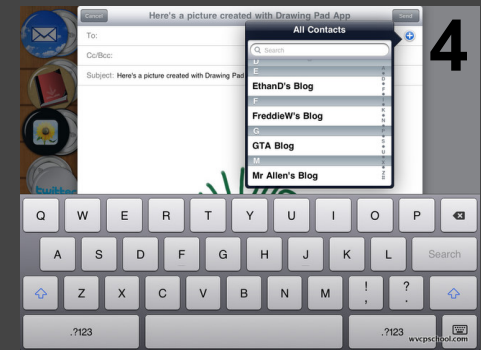 Cancel
Here's a picture created with Drawing Pad App
Send
4
To:
Cc/Bcc:
Subject: Here's a picture created with Drawing Pad
All Contacts
Search
D
E
EthanD's Blog
F
FreddieW's Blog
G
GTA Blog
M
Mr Allen's Blog
twitter
Q W E R T Y U I O P
A S D F G H J K L Search
Z X C V B N M ! , ? .
.?123 .?123
wvcpschool.com